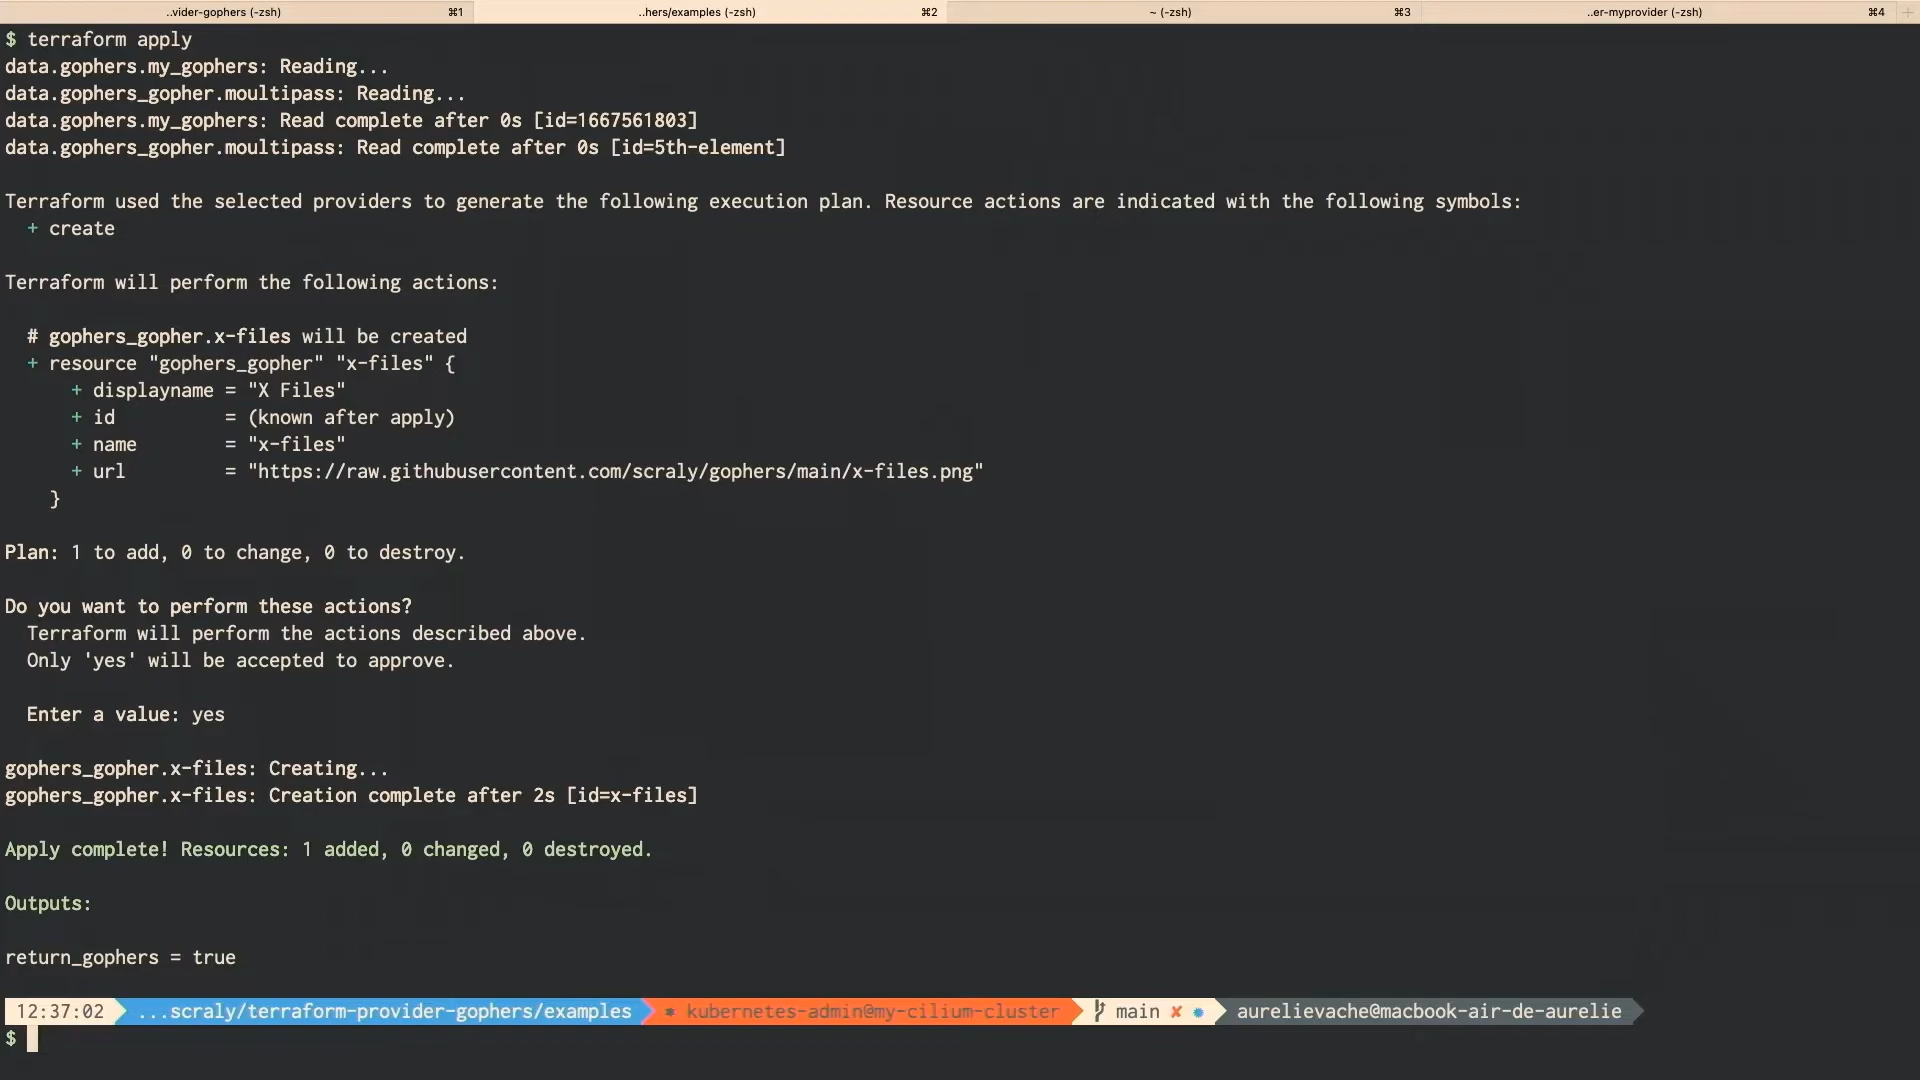 ..vider-gophers (-zsh) ⌘1 ..hers/examples (-zsh) ⌘2 ~ (-zsh) ⌘3 ..er-myprovider (-zsh) ⌘4
$ terraform apply
data.gophers.my_gophers: Reading...
data.gophers_gopher.moultipass: Reading...
data.gophers.my_gophers: Read complete after 0s [id=1667561803]
data.gophers_gopher.moultipass: Read complete after 0s [id=5th-element]
Terraform used the selected providers to generate the following execution plan. Resource actions are indicated with the following symbols:
+ create
Terraform will perform the following actions:
# gophers_gopher.x-files will be created
+ resource "gophers_gopher" "x-files" {
+ displayname = "X Files"
+ id = (known after apply)
+ name = "x-files"
+ url = "https://raw.githubusercontent.com/scraly/gophers/main/x-files.png"
}
Plan: 1 to add, 0 to change, 0 to destroy.
Do you want to perform these actions?
Terraform will perform the actions described above.
Only 'yes' will be accepted to approve.
Enter a value: yes
gophers_gopher.x-files: Creating...
gophers_gopher.x-files: Creation complete after 2s [id=x-files]
Apply complete! Resources: 1 added, 0 changed, 0 destroyed.
Outputs:
return_gophers = true
12:37:02 ...scraly/terraform-provider-gophers/examples ⎈ kubernetes-admin@my-cilium-cluster main ✘ ● aurelievache@macbook-air-de-aurelie
$